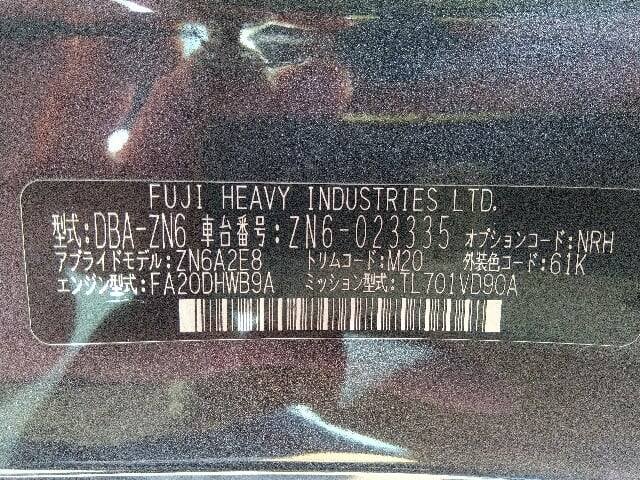 FUJI HEAVY INDUSTRIES LTD.
型式:DBA-ZN6 車台番号:ZN6-023335 オプションコード:NRH
アプライドモデル:ZN6A2E8 トリムコード:M20 外装色コード:61K
エンジン型式:FA20DHWB9A ミッション型式:TL701VD90A